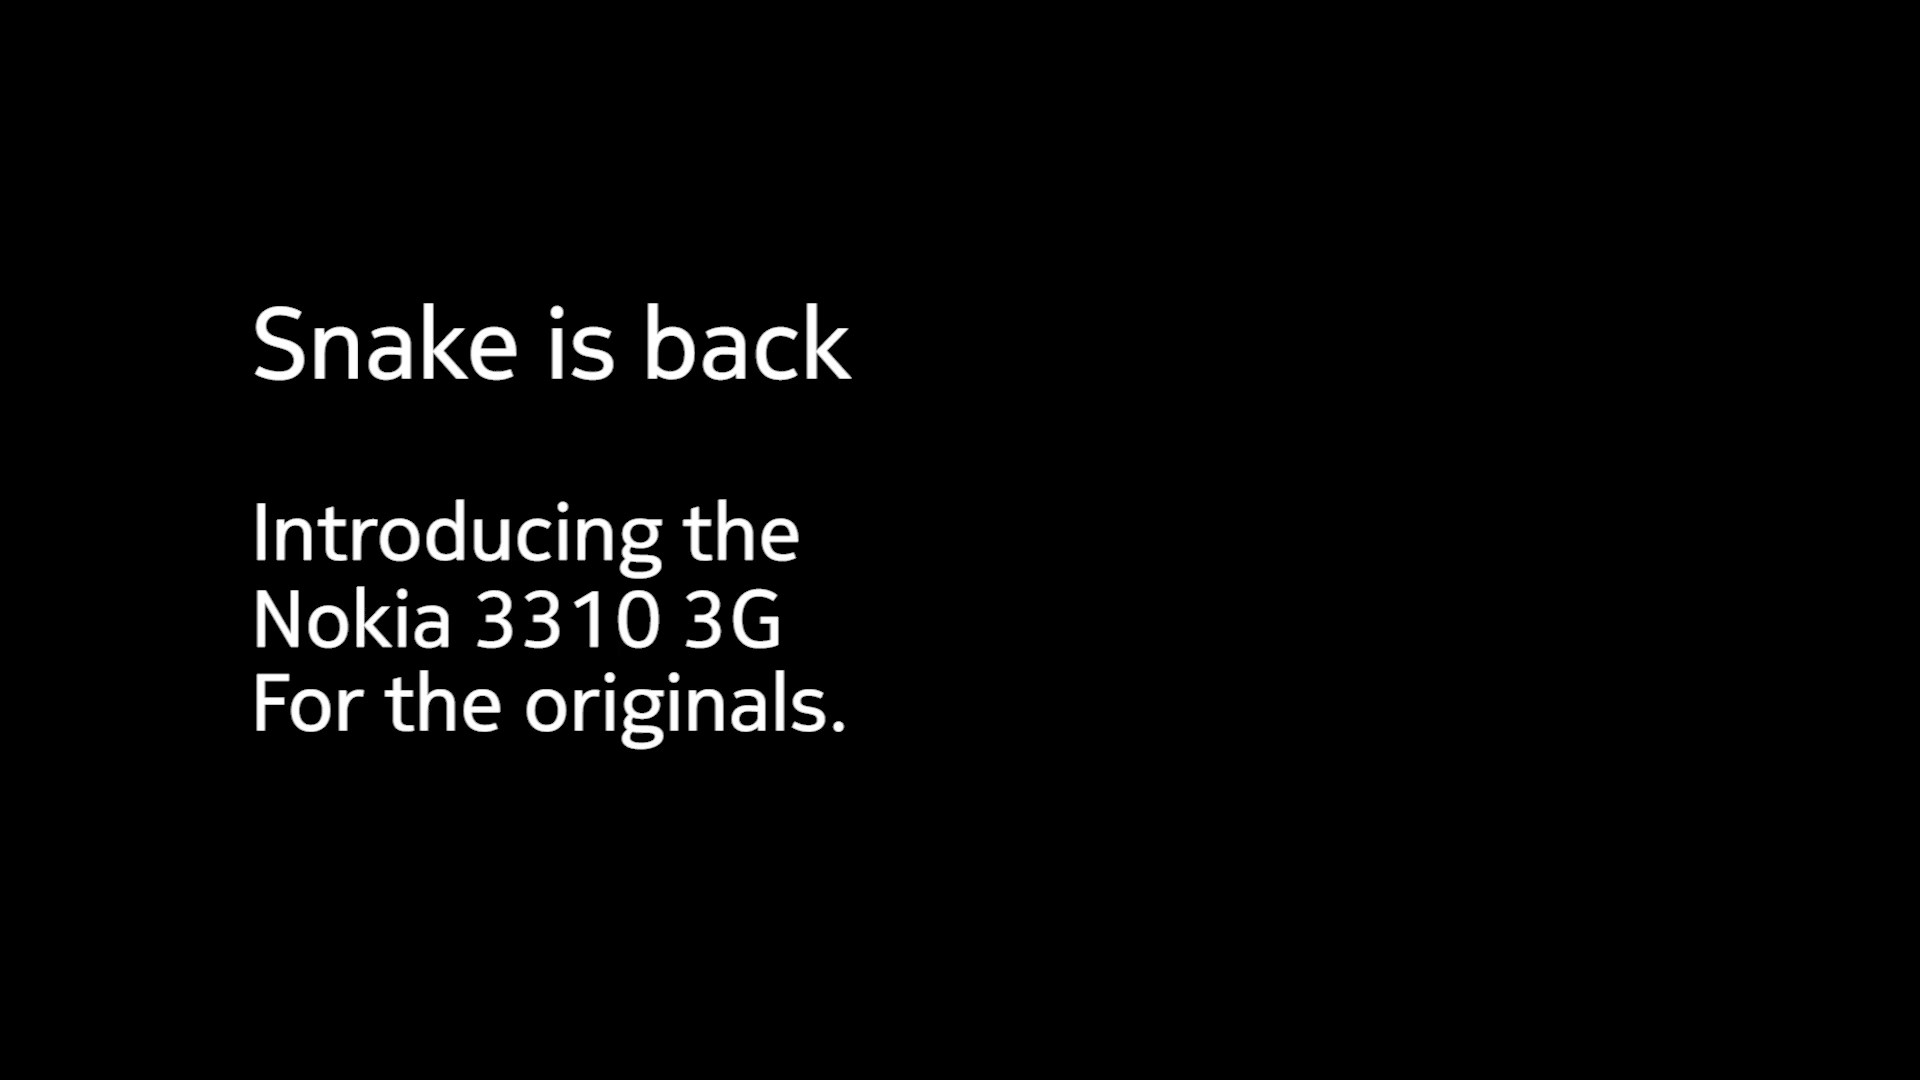 Snake is back
Introducing the
Nokia 3310 3G
For the originals.